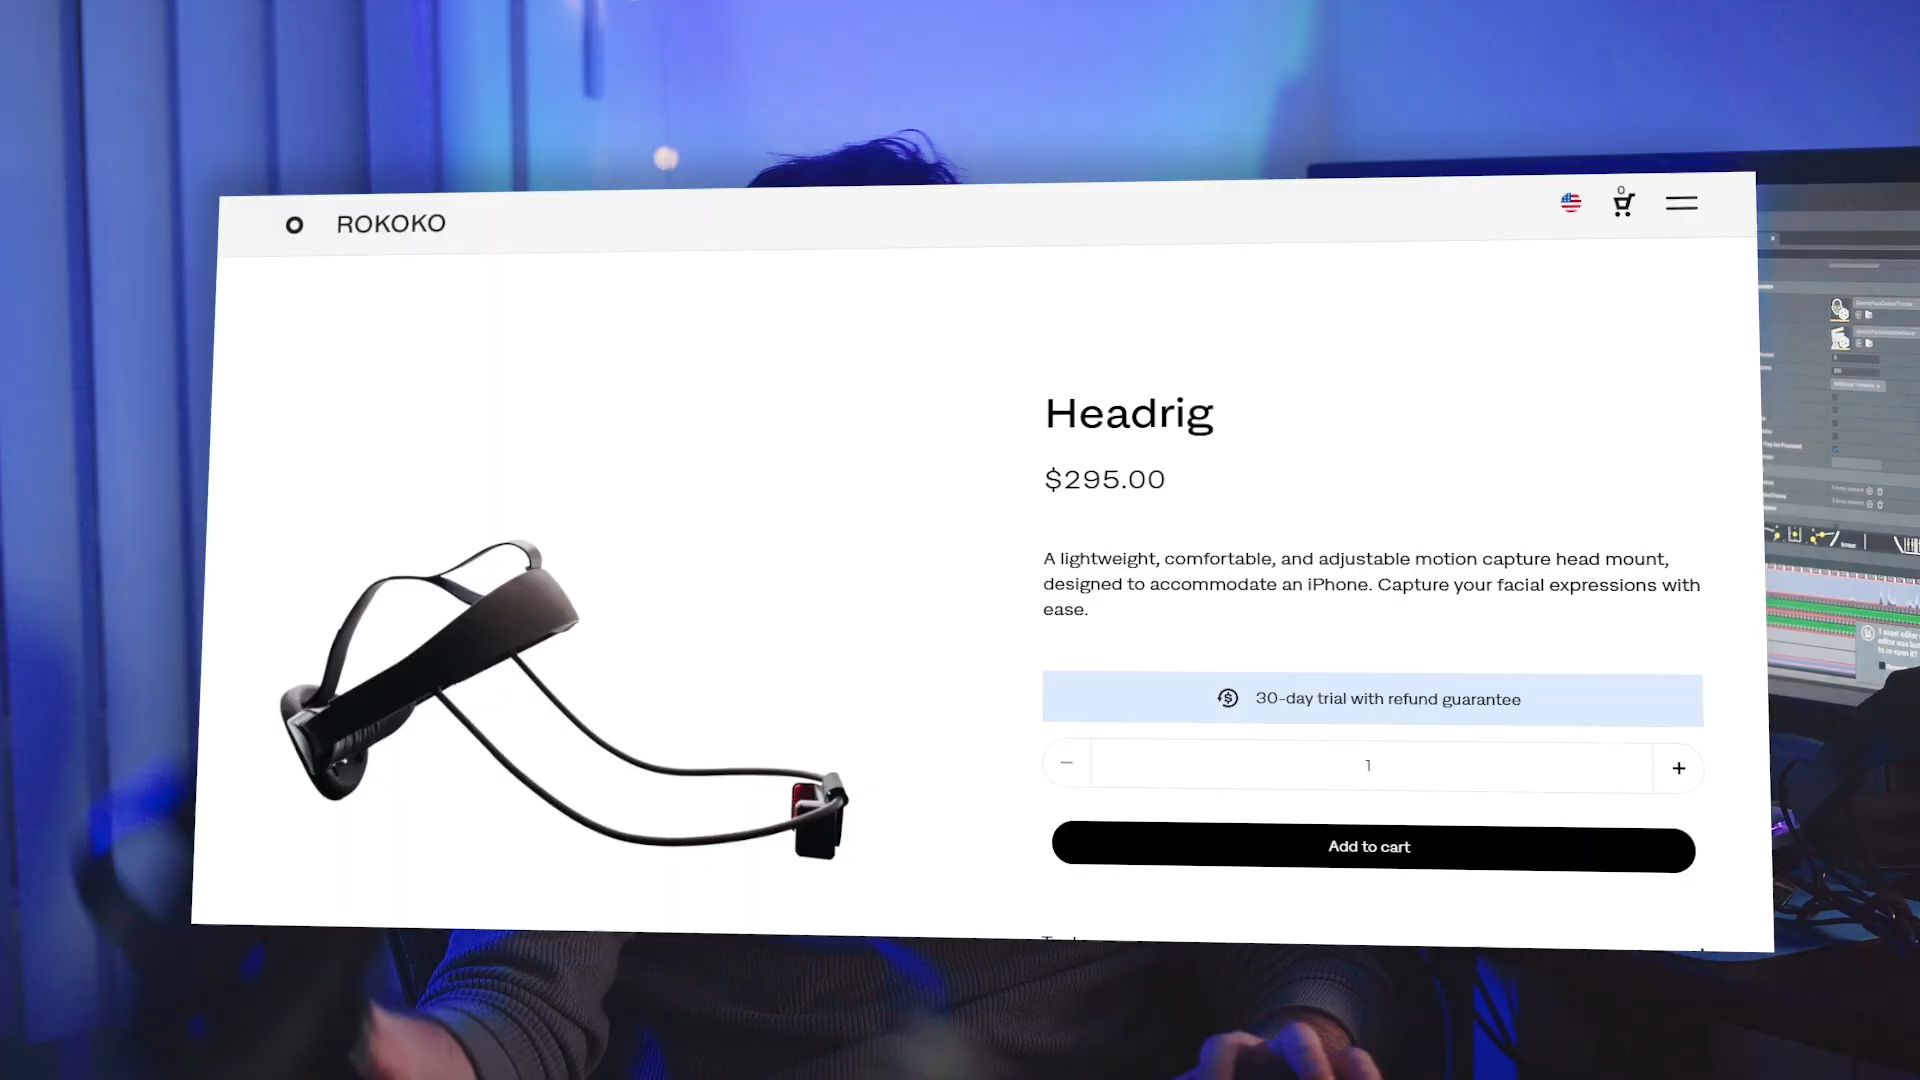 ROKOKO
0
Headrig
$295.00
A lightweight, comfortable, and adjustable motion capture head mount,
designed to accommodate an iPhone. Capture your facial expressions with
ease.
30-day trial with refund guarantee
1
Add to cart